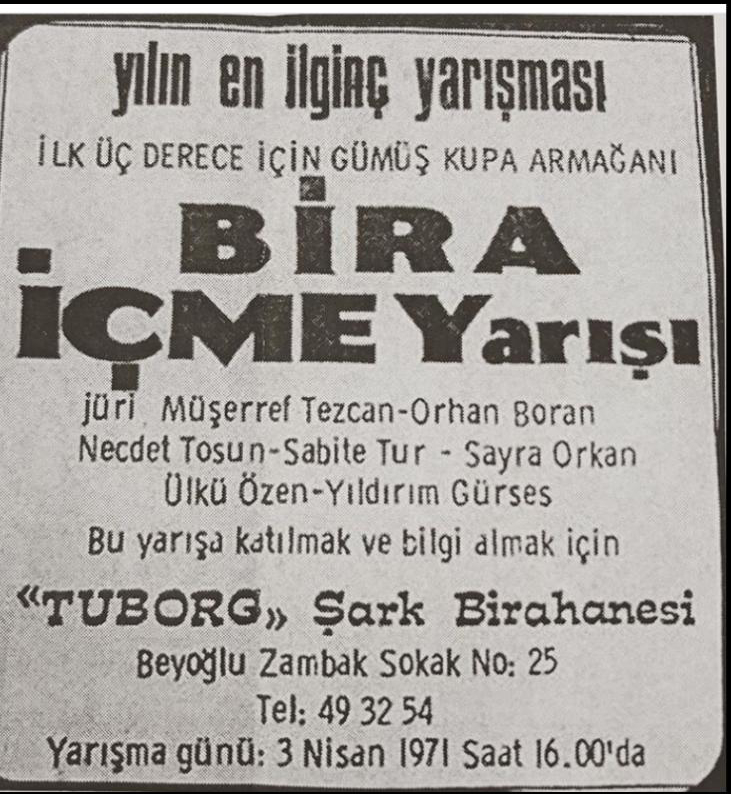 yılın en ilginç yarışması
İLK ÜÇ DERECE İÇİN GÜMÜŞ KUPA ARMAĞANI
BİRA
İÇME Yarışı
jüri Müşerref Tezcan-Orhan Boran
Necdet Tosun-Sabite Tur - Sayra Orkan
Ülkü Özen-Yıldırım Gürses
Bu yarışa katılmak ve bilgi almak için
«TUBORG» Şark Birahanesi
Beyoğlu Zambak Sokak No: 25
Tel: 49 32 54
Yarışma günü: 3 Nisan 1971 Saat 16.00'da